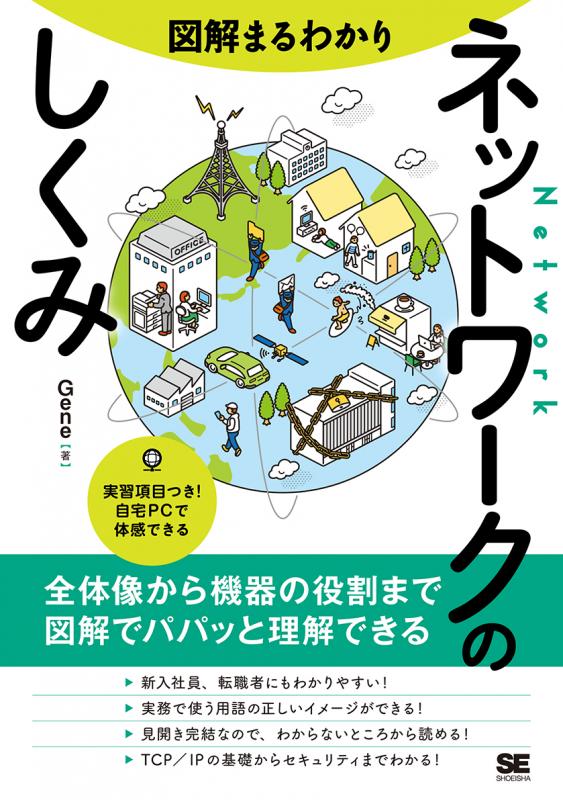 図解まるわかり
ネットワークの
しくみ
Network
Gene【著】
OFFICE
実習項目つき!
自宅PCで
体感できる
全体像から機器の役割まで
図解でパパッと理解できる
▶ 新入社員、転職者にもわかりやすい!
▶ 実務で使う用語の正しいイメージができる!
▶ 見開き完結なので、わからないところから読める!
▶ TCP/IPの基礎からセキュリティまでわかる!
SE
SHOEISHA